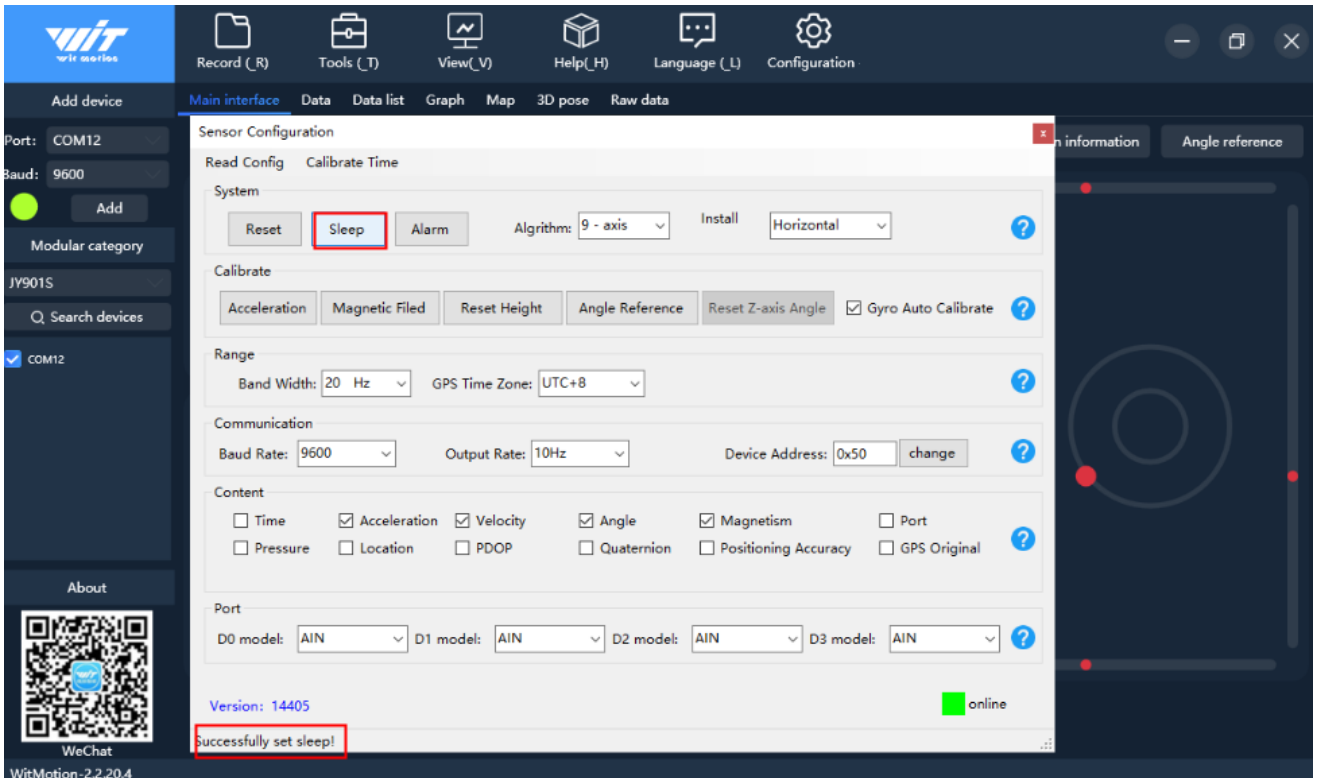 WIT
wit motion
Record (_R) Tools (_T) View(_V) Help(_H) Language (_L) Configuration
Add device
Main interface Data Data list Graph Map 3D pose Raw data
Port: COM12
Baud: 9600
Add
Modular category
JY901S
Search devices
COM12
information Angle reference
Sensor Configuration x
Read Config Calibrate Time
System
Reset Sleep Alarm Algrithm: 9 - axis Install Horizontal ?
Calibrate
Acceleration Magnetic Filed Reset Height Angle Reference Reset Z-axis Angle Gyro Auto Calibrate ?
Range
Band Width: 20 Hz GPS Time Zone: UTC+8 ?
Communication
Baud Rate: 9600 Output Rate: 10Hz Device Address: 0x50 change ?
Content
Time Acceleration Velocity Angle Magnetism Port
Pressure Location PDOP Quaternion Positioning Accuracy GPS Original ?
Port
D0 model: AIN D1 model: AIN D2 model: AIN D3 model: AIN ?
Version: 14405
online
Successfully set sleep!
About
WeChat
WitMotion-2.2.20.4